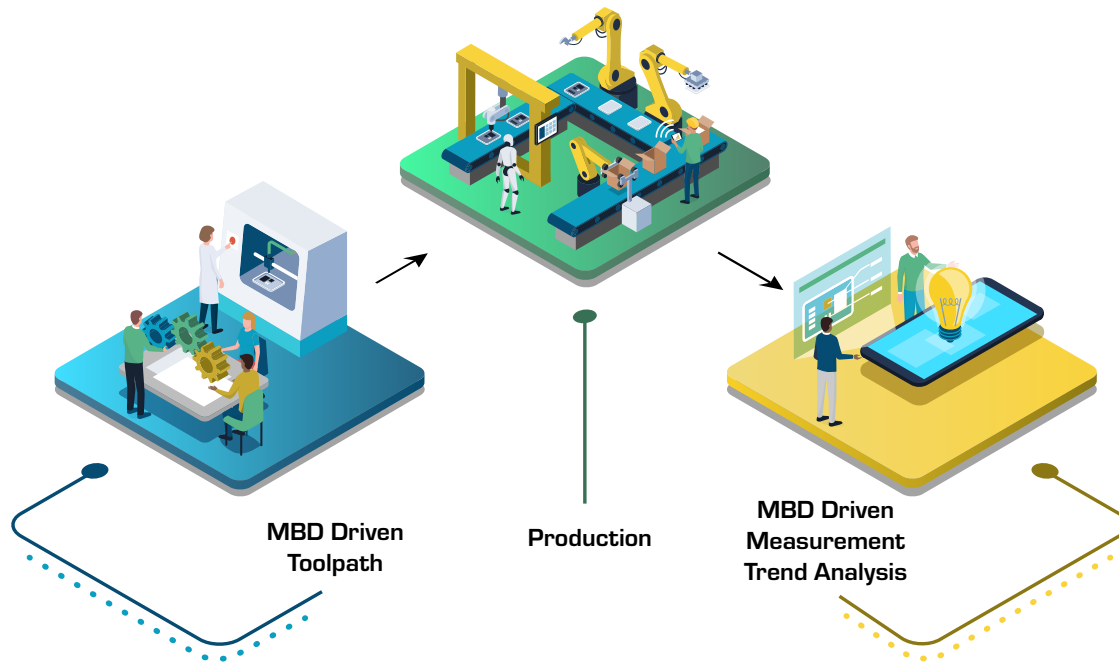 MBD Driven
Toolpath
Production
MBD Driven
Measurement
Trend Analysis